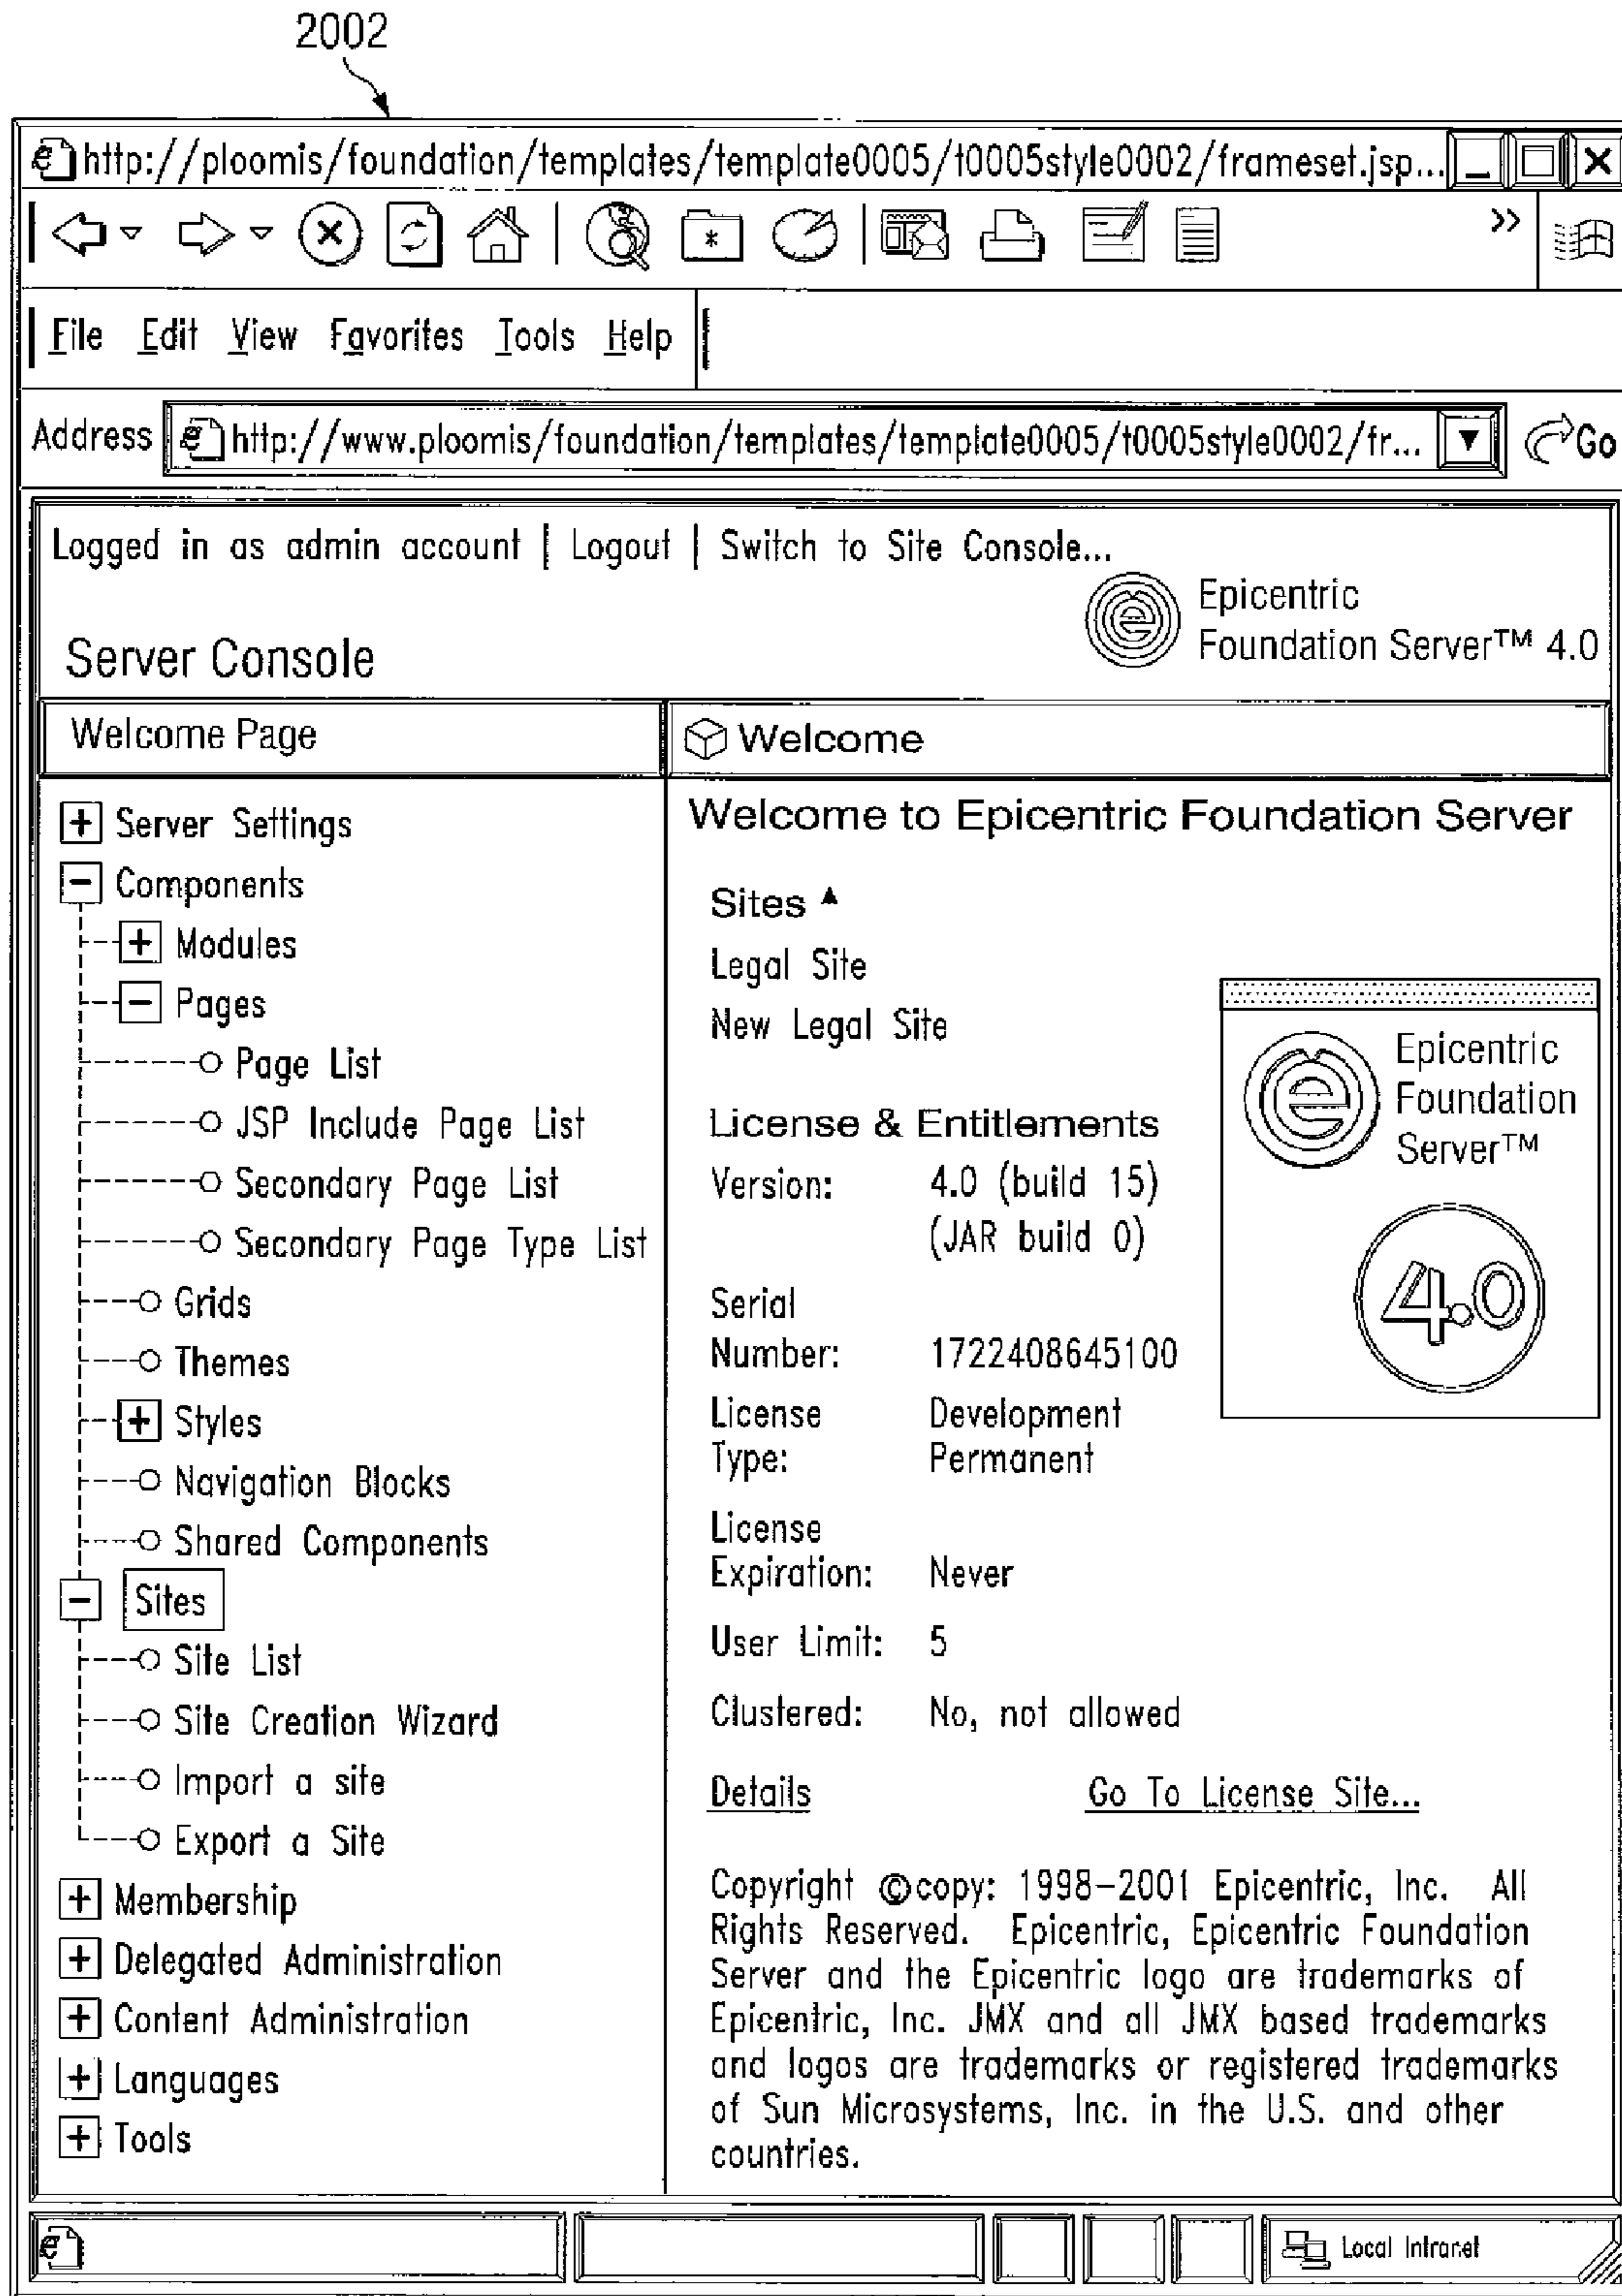 2002
http://ploomis/foundation/templates/template0005/t0005style0002/frameset.jsp...
File Edit View Favorites Tools Help
Address http://www.ploomis/foundation/templates/template0005/t0005style0002/fr... Go
Logged in as admin account | Logout | Switch to Site Console...
Epicentric
Foundation Server™ 4.0
Server Console
Welcome Page
Server Settings
Components
Modules
Pages
Page List
JSP Include Page List
Secondary Page List
Secondary Page Type List
Grids
Themes
Styles
Navigation Blocks
Shared Components
Sites
Site List
Site Creation Wizard
Import a site
Export a Site
Membership
Delegated Administration
Content Administration
Languages
Tools
Welcome
Welcome to Epicentric Foundation Server
Sites
Legal Site
New Legal Site
License & Entitlements
Version: 4.0 (build 15)
(JAR build 0)
Serial
Number: 1722408645100
License Development
Type: Permanent
License
Expiration: Never
User Limit: 5
Clustered: No, not allowed
Details Go To License Site...
Epicentric
Foundation
Server™
4.0
Copyright ©copy: 1998-2001 Epicentric, Inc. All
Rights Reserved. Epicentric, Epicentric Foundation
Server and the Epicentric logo are trademarks of
Epicentric, Inc. JMX and all JMX based trademarks
and logos are trademarks or registered trademarks
of Sun Microsystems, Inc. in the U.S. and other
countries.
Local Intranet